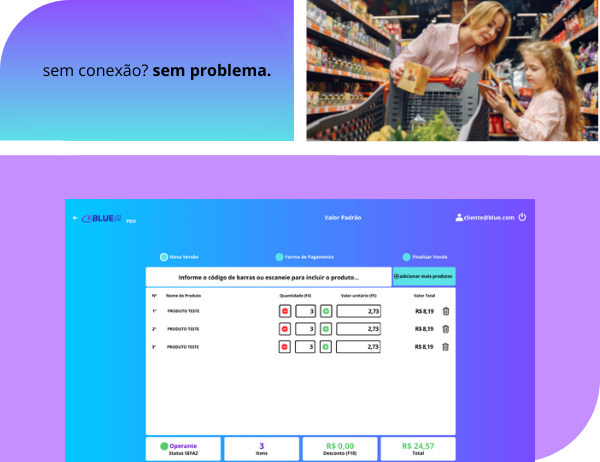 sem conexão? sem problema.
BLUE
PDV
Valor Padrão
cliente@blue.com
Nova Versão
Forma de Pagamento
Finalizar Venda
Informe o código de barras ou escaneie para incluir o produto...
adicionar mais produtos
Nº Nome do Produto Quantidade (F4) Valor unitário (F5) Valor Total
1º PRODUTO TESTE 3 2,73 R$ 8,19
2º PRODUTO TESTE 3 2,73 R$ 8,19
3º PRODUTO TESTE 3 2,73 R$ 8,19
Operante 3 R$ 0,00 R$ 24,57
Status SEFAZ Itens Desconto (F10) Total